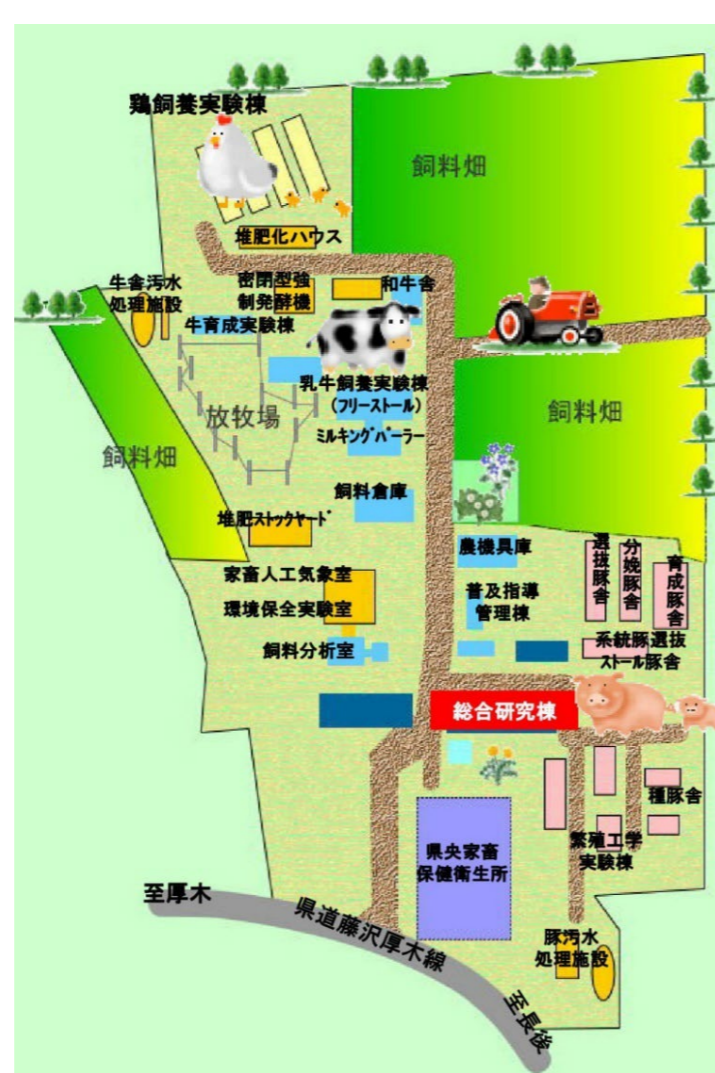 鶏飼養実験棟
飼料畑
堆肥化ハウス
牛舎汚水
処理施設
密閉型強
制発酵機
和牛舎
牛育成実験棟
乳牛飼養実験棟
（フリーストール）
放牧場
ミルキングパーラー
飼料畑
飼料畑
飼料倉庫
堆肥ストックヤード
農機具庫
選抜豚舎
分娩豚舎
育成豚舎
家畜人工気象室
環境保全実験室
普及指導
管理棟
飼料分析室
系統豚選抜
ストール豚舎
総合研究棟
種豚舎
繁殖工学
実験棟
県央家畜
保健衛生所
至厚木
県道藤沢厚木線
豚汚水
処理施設
至長後